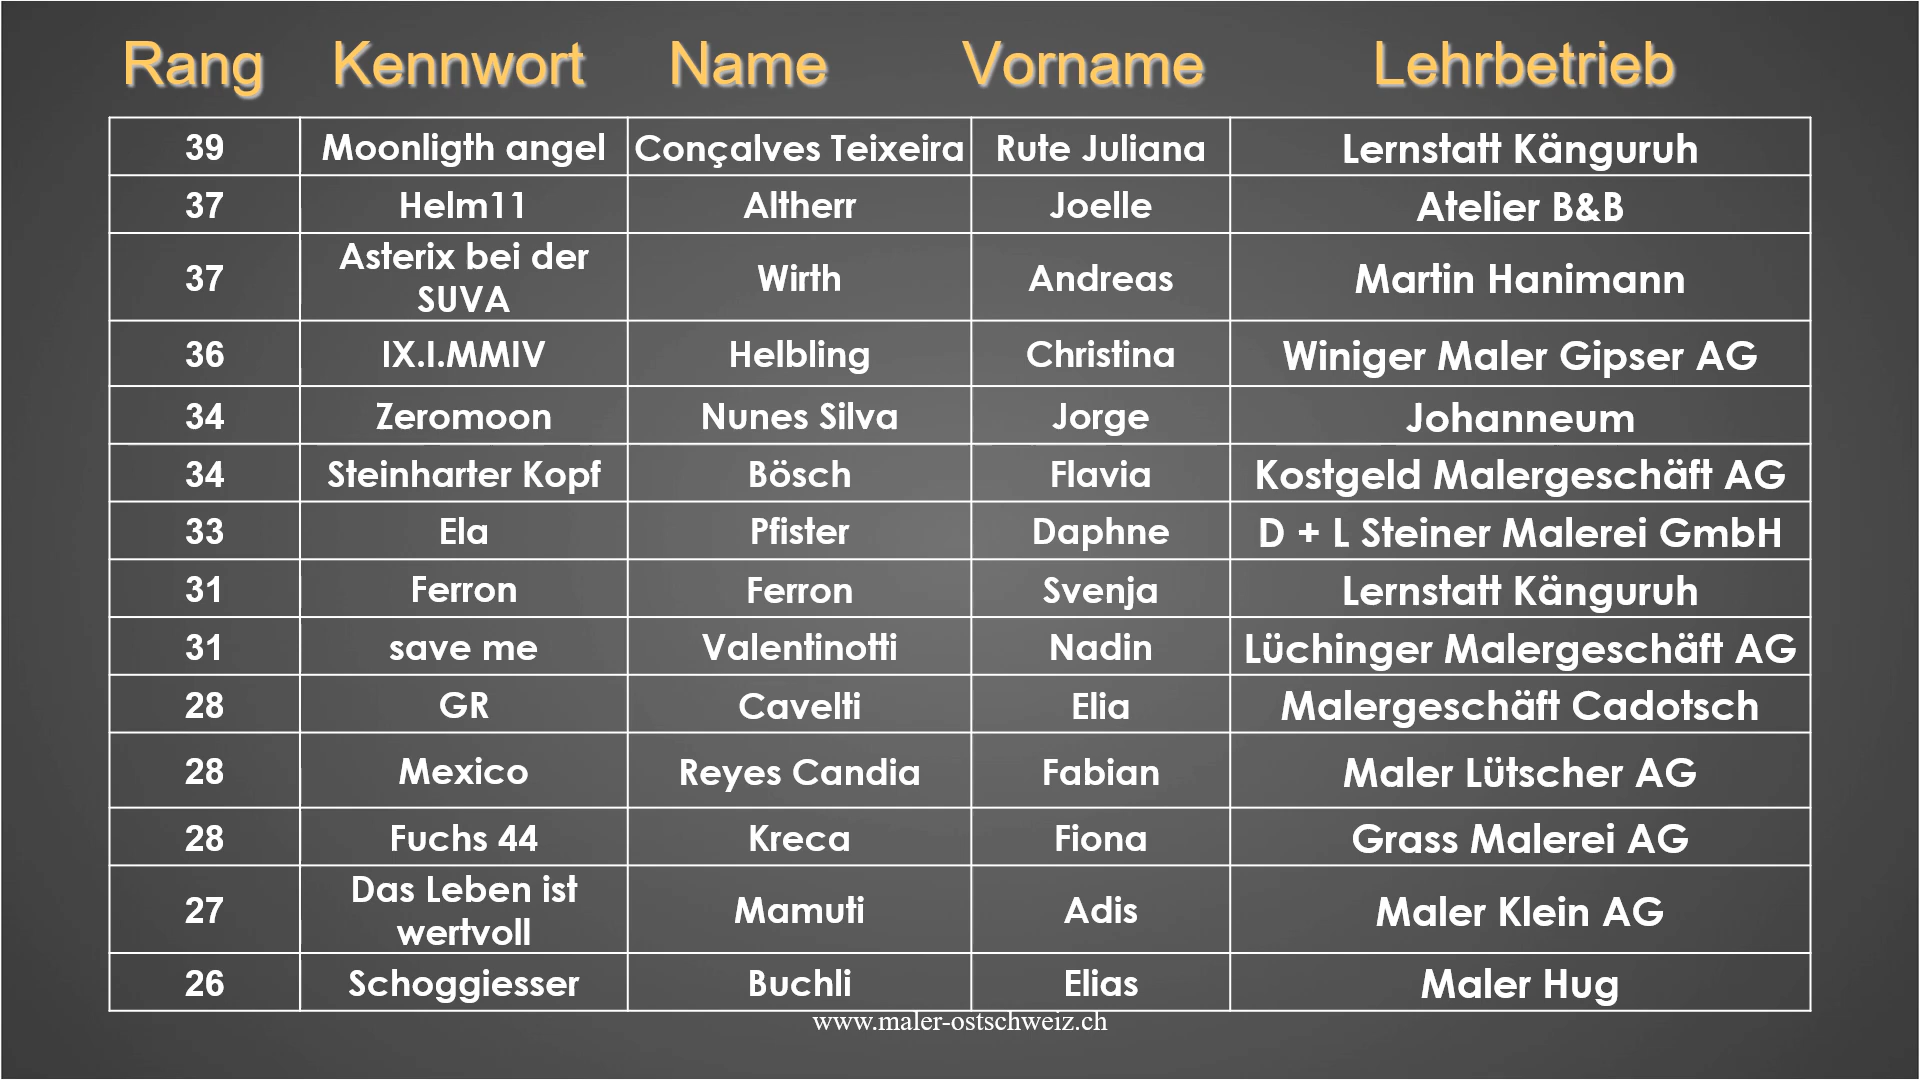 Rang Kennwort Name Vorname Lehrbetrieb
39 Moonligth angel Conçalves Teixeira Rute Juliana Lernstatt Känguruh
37 Helm11 Altherr Joelle Atelier B&B
37 Asterix bei der SUVA Wirth Andreas Martin Hanimann
36 IX.I.MMIV Helbling Christina Winiger Maler Gipser AG
34 Zeromoon Nunes Silva Jorge Johanneum
34 Steinharter Kopf Bösch Flavia Kostgeld Malergeschäft AG
33 Ela Pfister Daphne D + L Steiner Malerei GmbH
31 Ferron Ferron Svenja Lernstatt Känguruh
31 save me Valentinotti Nadin Lüchinger Malergeschäft AG
28 GR Cavelti Elia Malergeschäft Cadotsch
28 Mexico Reyes Candia Fabian Maler Lütscher AG
28 Fuchs 44 Kreca Fiona Grass Malerei AG
27 Das Leben ist wertvoll Mamuti Adis Maler Klein AG
26 Schoggiesser Buchli Elias Maler Hug
www.maler-ostschweiz.ch